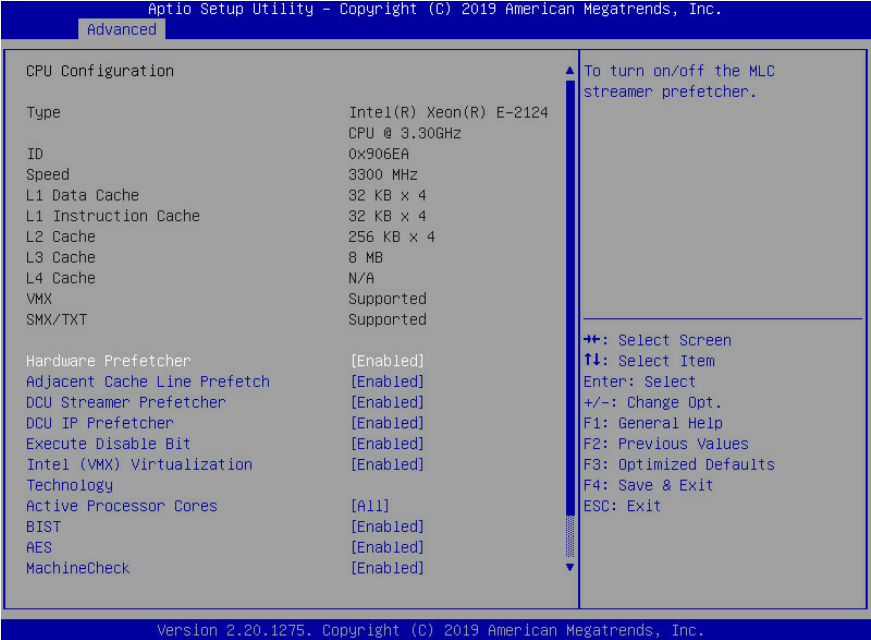 Aptio Setup Utility – Copyright (C) 2019 American Megatrends, Inc.
Advanced
CPU Configuration
Type Intel(R) Xeon(R) E-2124
CPU @ 3.30GHz
ID 0x906EA
Speed 3300 MHz
L1 Data Cache 32 KB x 4
L1 Instruction Cache 32 KB x 4
L2 Cache 256 KB x 4
L3 Cache 8 MB
L4 Cache N/A
VMX Supported
SMX/TXT Supported
Hardware Prefetcher [Enabled]
Adjacent Cache Line Prefetch [Enabled]
DCU Streamer Prefetcher [Enabled]
DCU IP Prefetcher [Enabled]
Execute Disable Bit [Enabled]
Intel (VMX) Virtualization [Enabled]
Technology
Active Processor Cores [All]
BIST [Enabled]
AES [Enabled]
MachineCheck [Enabled]
To turn on/off the MLC
streamer prefetcher.
→←: Select Screen
↑↓: Select Item
Enter: Select
+/-: Change Opt.
F1: General Help
F2: Previous Values
F3: Optimized Defaults
F4: Save & Exit
ESC: Exit
Version 2.20.1275. Copyright (C) 2019 American Megatrends, Inc.